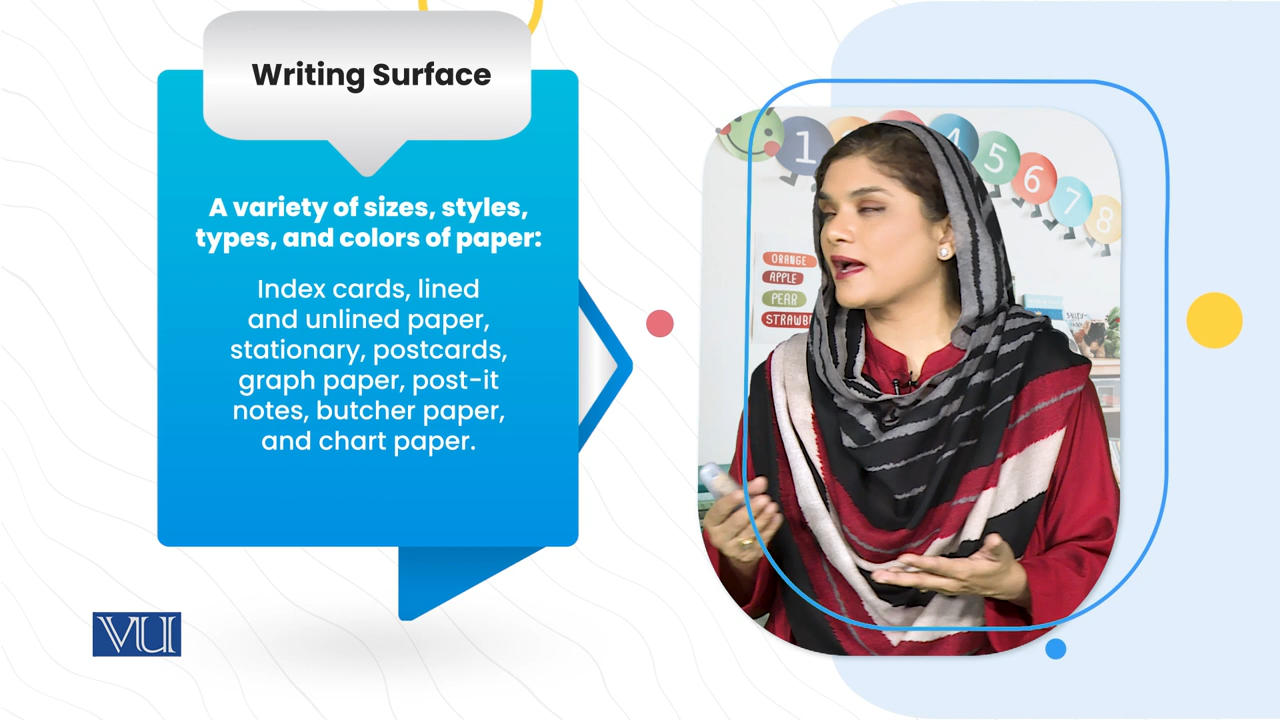 Writing Surface
A variety of sizes, styles,
types, and colors of paper:
Index cards, lined
and unlined paper,
stationary, postcards,
graph paper, post-it
notes, butcher paper,
and chart paper.
VU
1
4
5
6
7
8
ORANGE
APPLE
PEAR
STRAWB